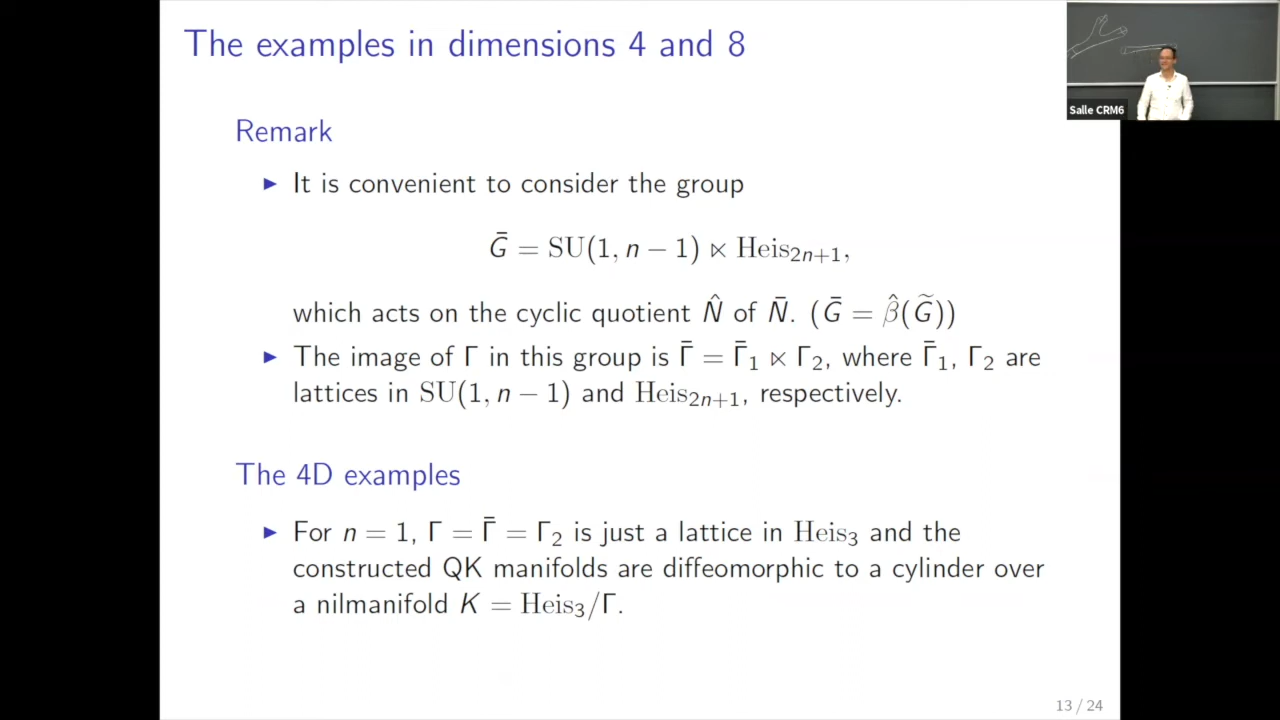 The examples in dimensions 4 and 8
Salle CRM6
Remark
▶ It is convenient to consider the group
Ḡ = SU(1, n − 1) ⋉ Heis₂ₙ₊₁,
which acts on the cyclic quotient N̂ of N̄. (Ḡ = β̂(G̃))
▶ The image of Γ in this group is Γ̄ = Γ̄₁ ⋉ Γ₂, where Γ̄₁, Γ₂ are
lattices in SU(1, n − 1) and Heis₂ₙ₊₁, respectively.
The 4D examples
▶ For n = 1, Γ = Γ̄ = Γ₂ is just a lattice in Heis₃ and the
constructed QK manifolds are diffeomorphic to a cylinder over
a nilmanifold K = Heis₃/Γ.
13 / 24